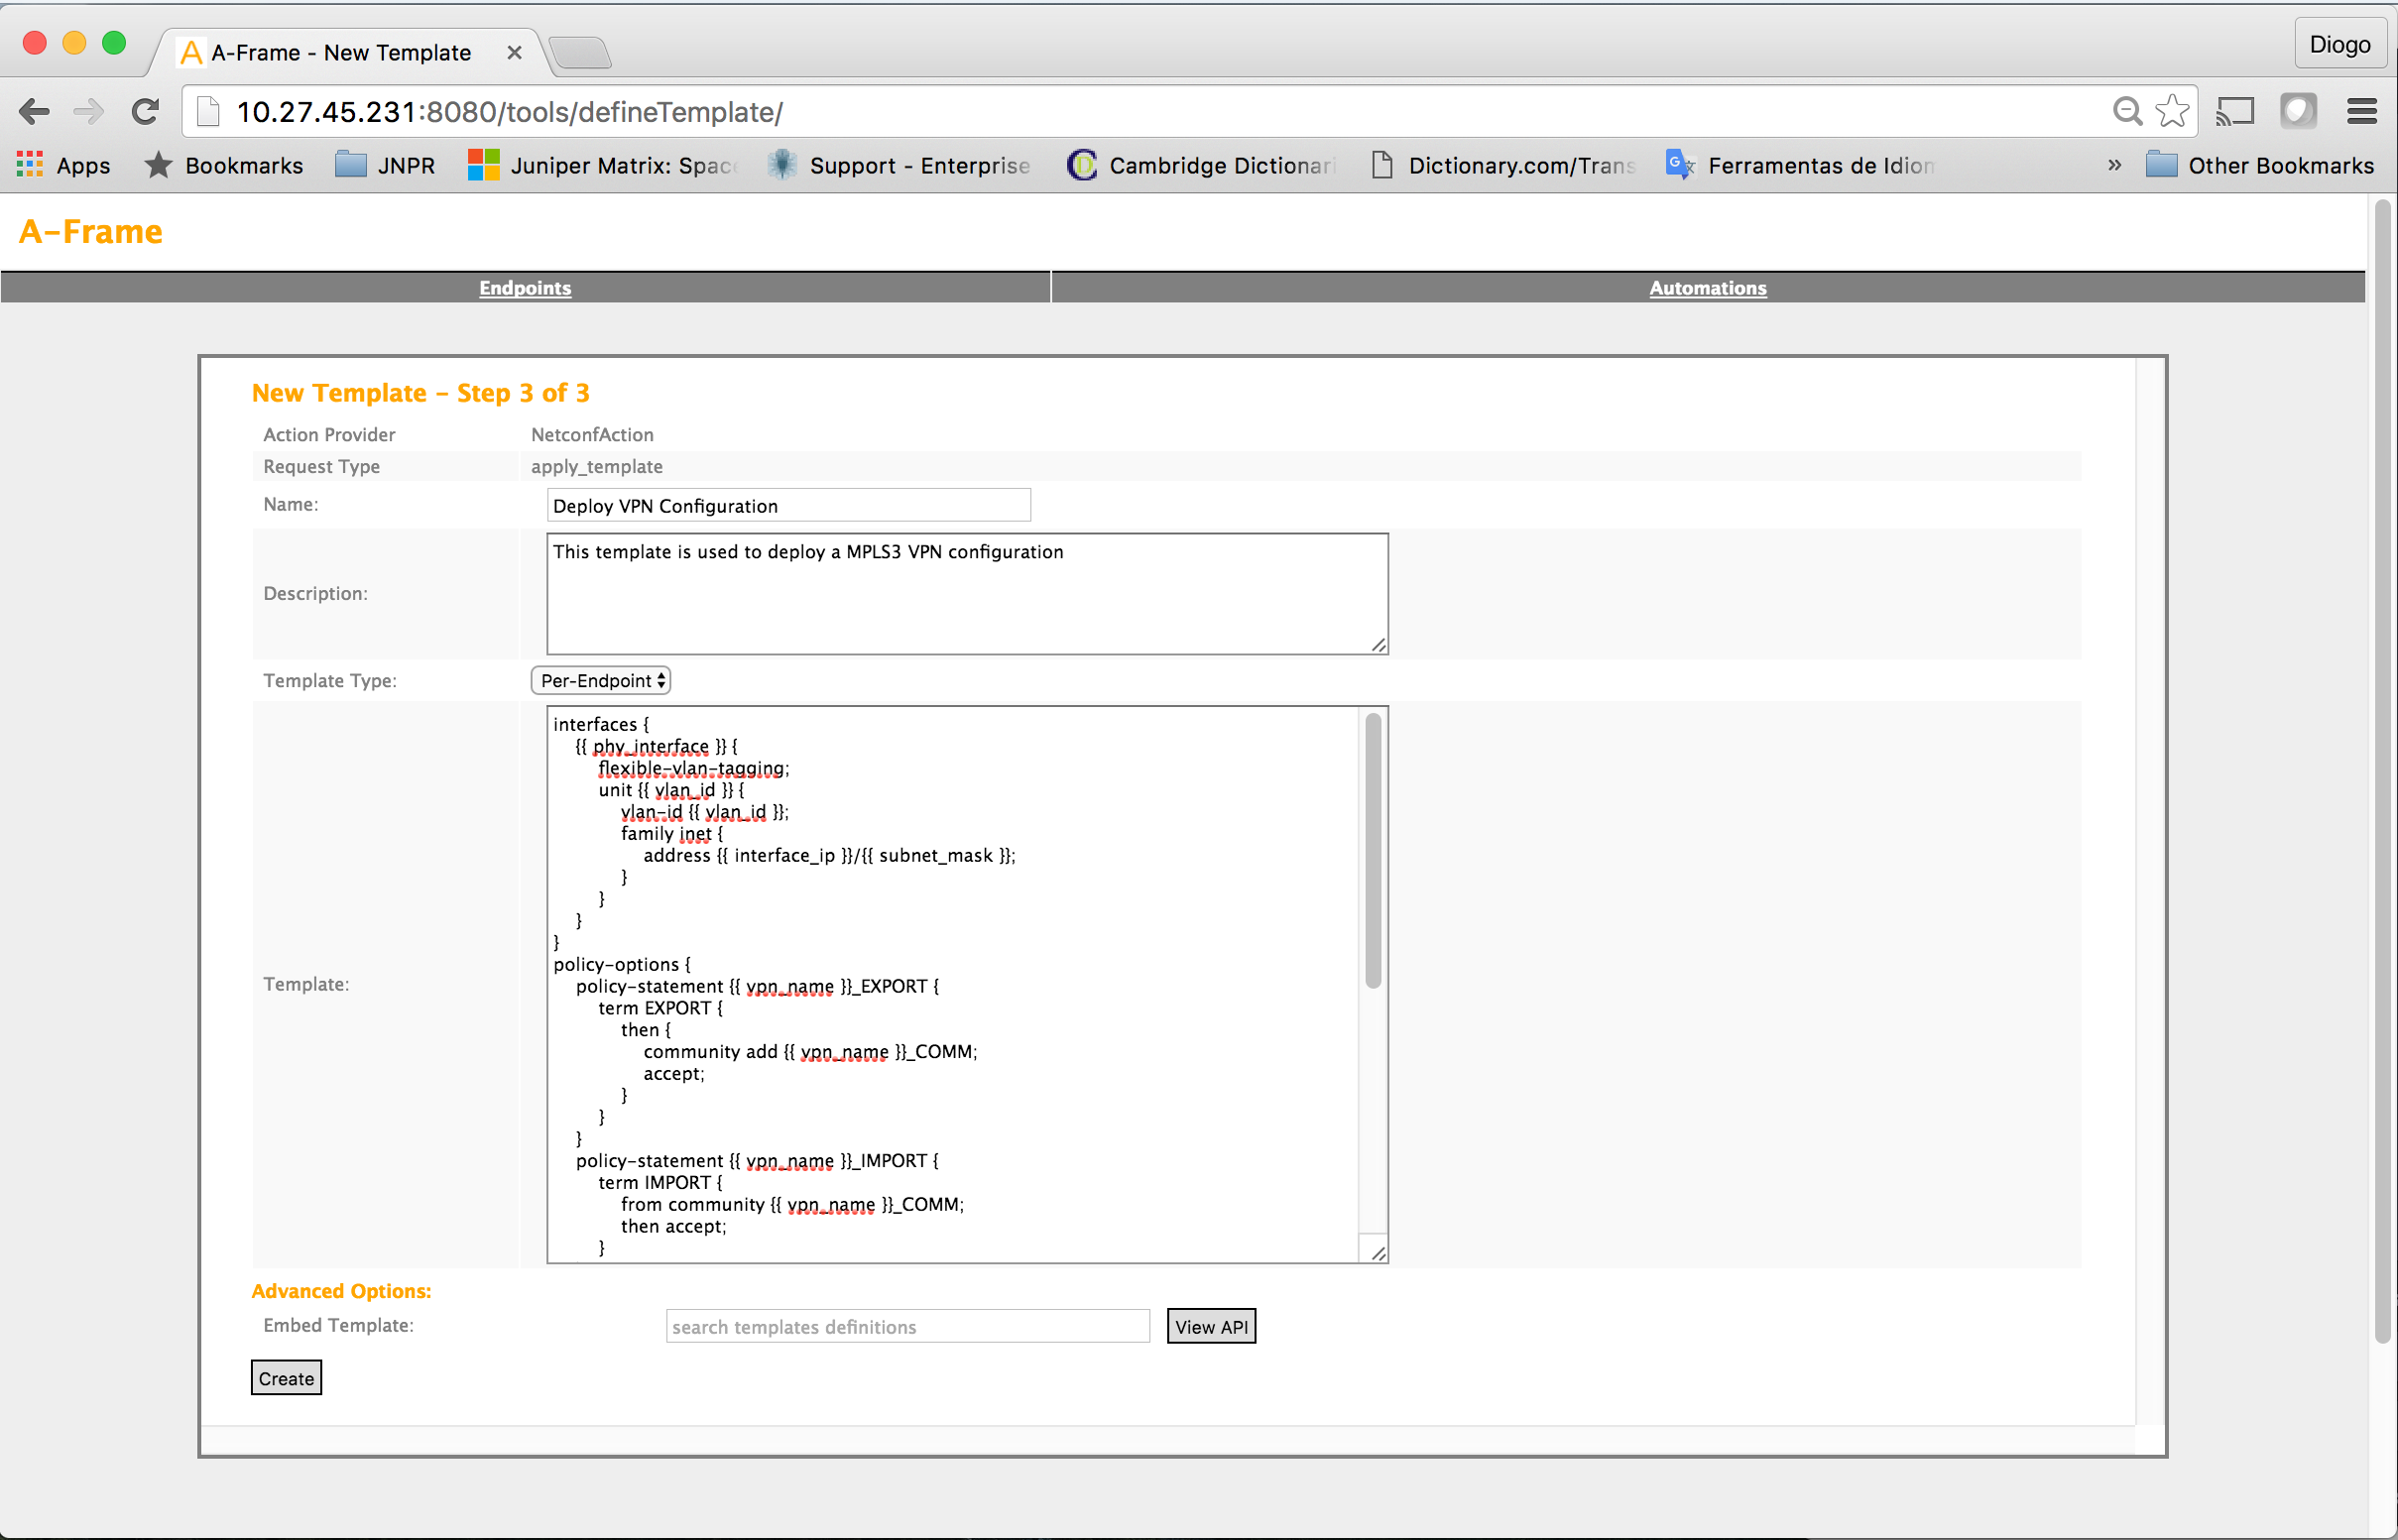 A-Frame - New Template
Diogo
10.27.45.231:8080/tools/defineTemplate/
Apps Bookmarks JNPR Juniper Matrix: Space Support - Enterprise Cambridge Dictionari Dictionary.com/Trans Ferramentas de Idiom » Other Bookmarks
A-Frame
Endpoints Automations
New Template - Step 3 of 3
Action Provider NetconfAction
Request Type apply_template
Name: Deploy VPN Configuration
Description: This template is used to deploy a MPLS3 VPN configuration
Template Type: Per-Endpoint
Template:
interfaces {
{{ phy_interface }} {
flexible-vlan-tagging;
unit {{ vlan_id }} {
vlan-id {{ vlan_id }};
family inet {
address {{ interface_ip }}/{{ subnet_mask }};
}
}
}
}
policy-options {
policy-statement {{ vpn_name }}_EXPORT {
term EXPORT {
then {
community add {{ vpn_name }}_COMM;
accept;
}
}
}
policy-statement {{ vpn_name }}_IMPORT {
term IMPORT {
from community {{ vpn_name }}_COMM;
then accept;
}
Advanced Options:
Embed Template: search templates definitions View API
Create